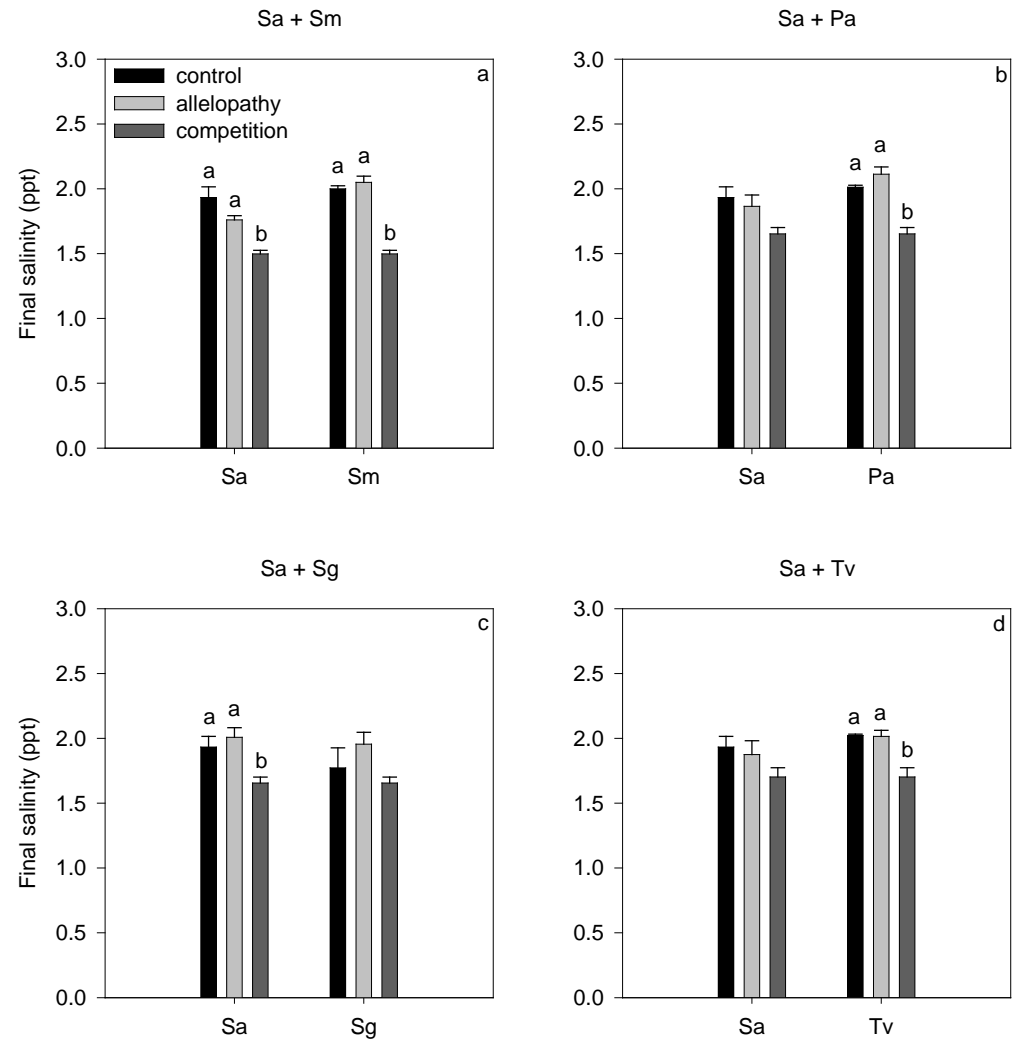 Sa + Sm
Sa + Pa
3.0
2.5
2.0
1.5
1.0
0.5
0.0
Final salinity (ppt)
control
allelopathy
competition
a
a
a
b
a
a
b
Sa
Sm
3.0
2.5
2.0
1.5
1.0
0.5
0.0
b
a
a
b
Sa
Pa
Sa + Sg
Sa + Tv
3.0
2.5
2.0
1.5
1.0
0.5
0.0
Final salinity (ppt)
c
a
a
b
Sa
Sg
3.0
2.5
2.0
1.5
1.0
0.5
0.0
d
a
a
b
Sa
Tv